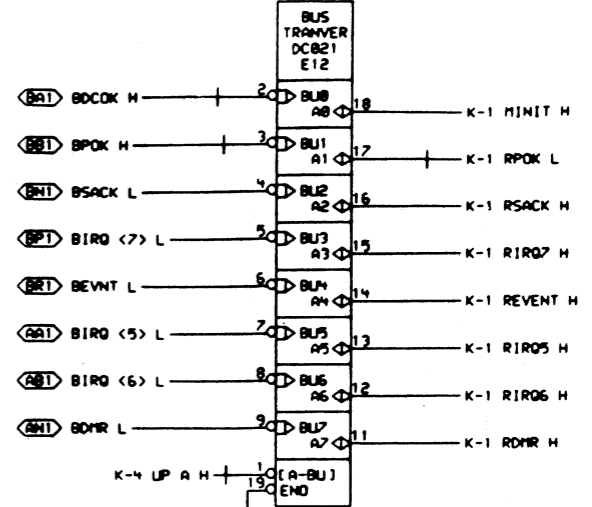 BUS
TRANVER
DC021
E12
BA1 BDCOK H 2 BU0
A0 18 K-1 MINIT H
BB1 BPOK H 3 BU1
A1 17 K-1 RPOK L
BN1 BSACK L 4 BU2
A2 16 K-1 RSACK H
BP1 BIRQ <7> L 5 BU3
A3 15 K-1 RIRQ7 H
BR1 BEVNT L 6 BU4
A4 14 K-1 REVENT H
AA1 BIRQ <5> L 7 BU5
A5 13 K-1 RIRQ5 H
AB1 BIRQ <6> L 8 BU6
A6 12 K-1 RIRQ6 H
AN1 BDMR L 9 BU7
A7 11 K-1 RDMR H
K-4 UP A H 1 [A-BU]
19 END